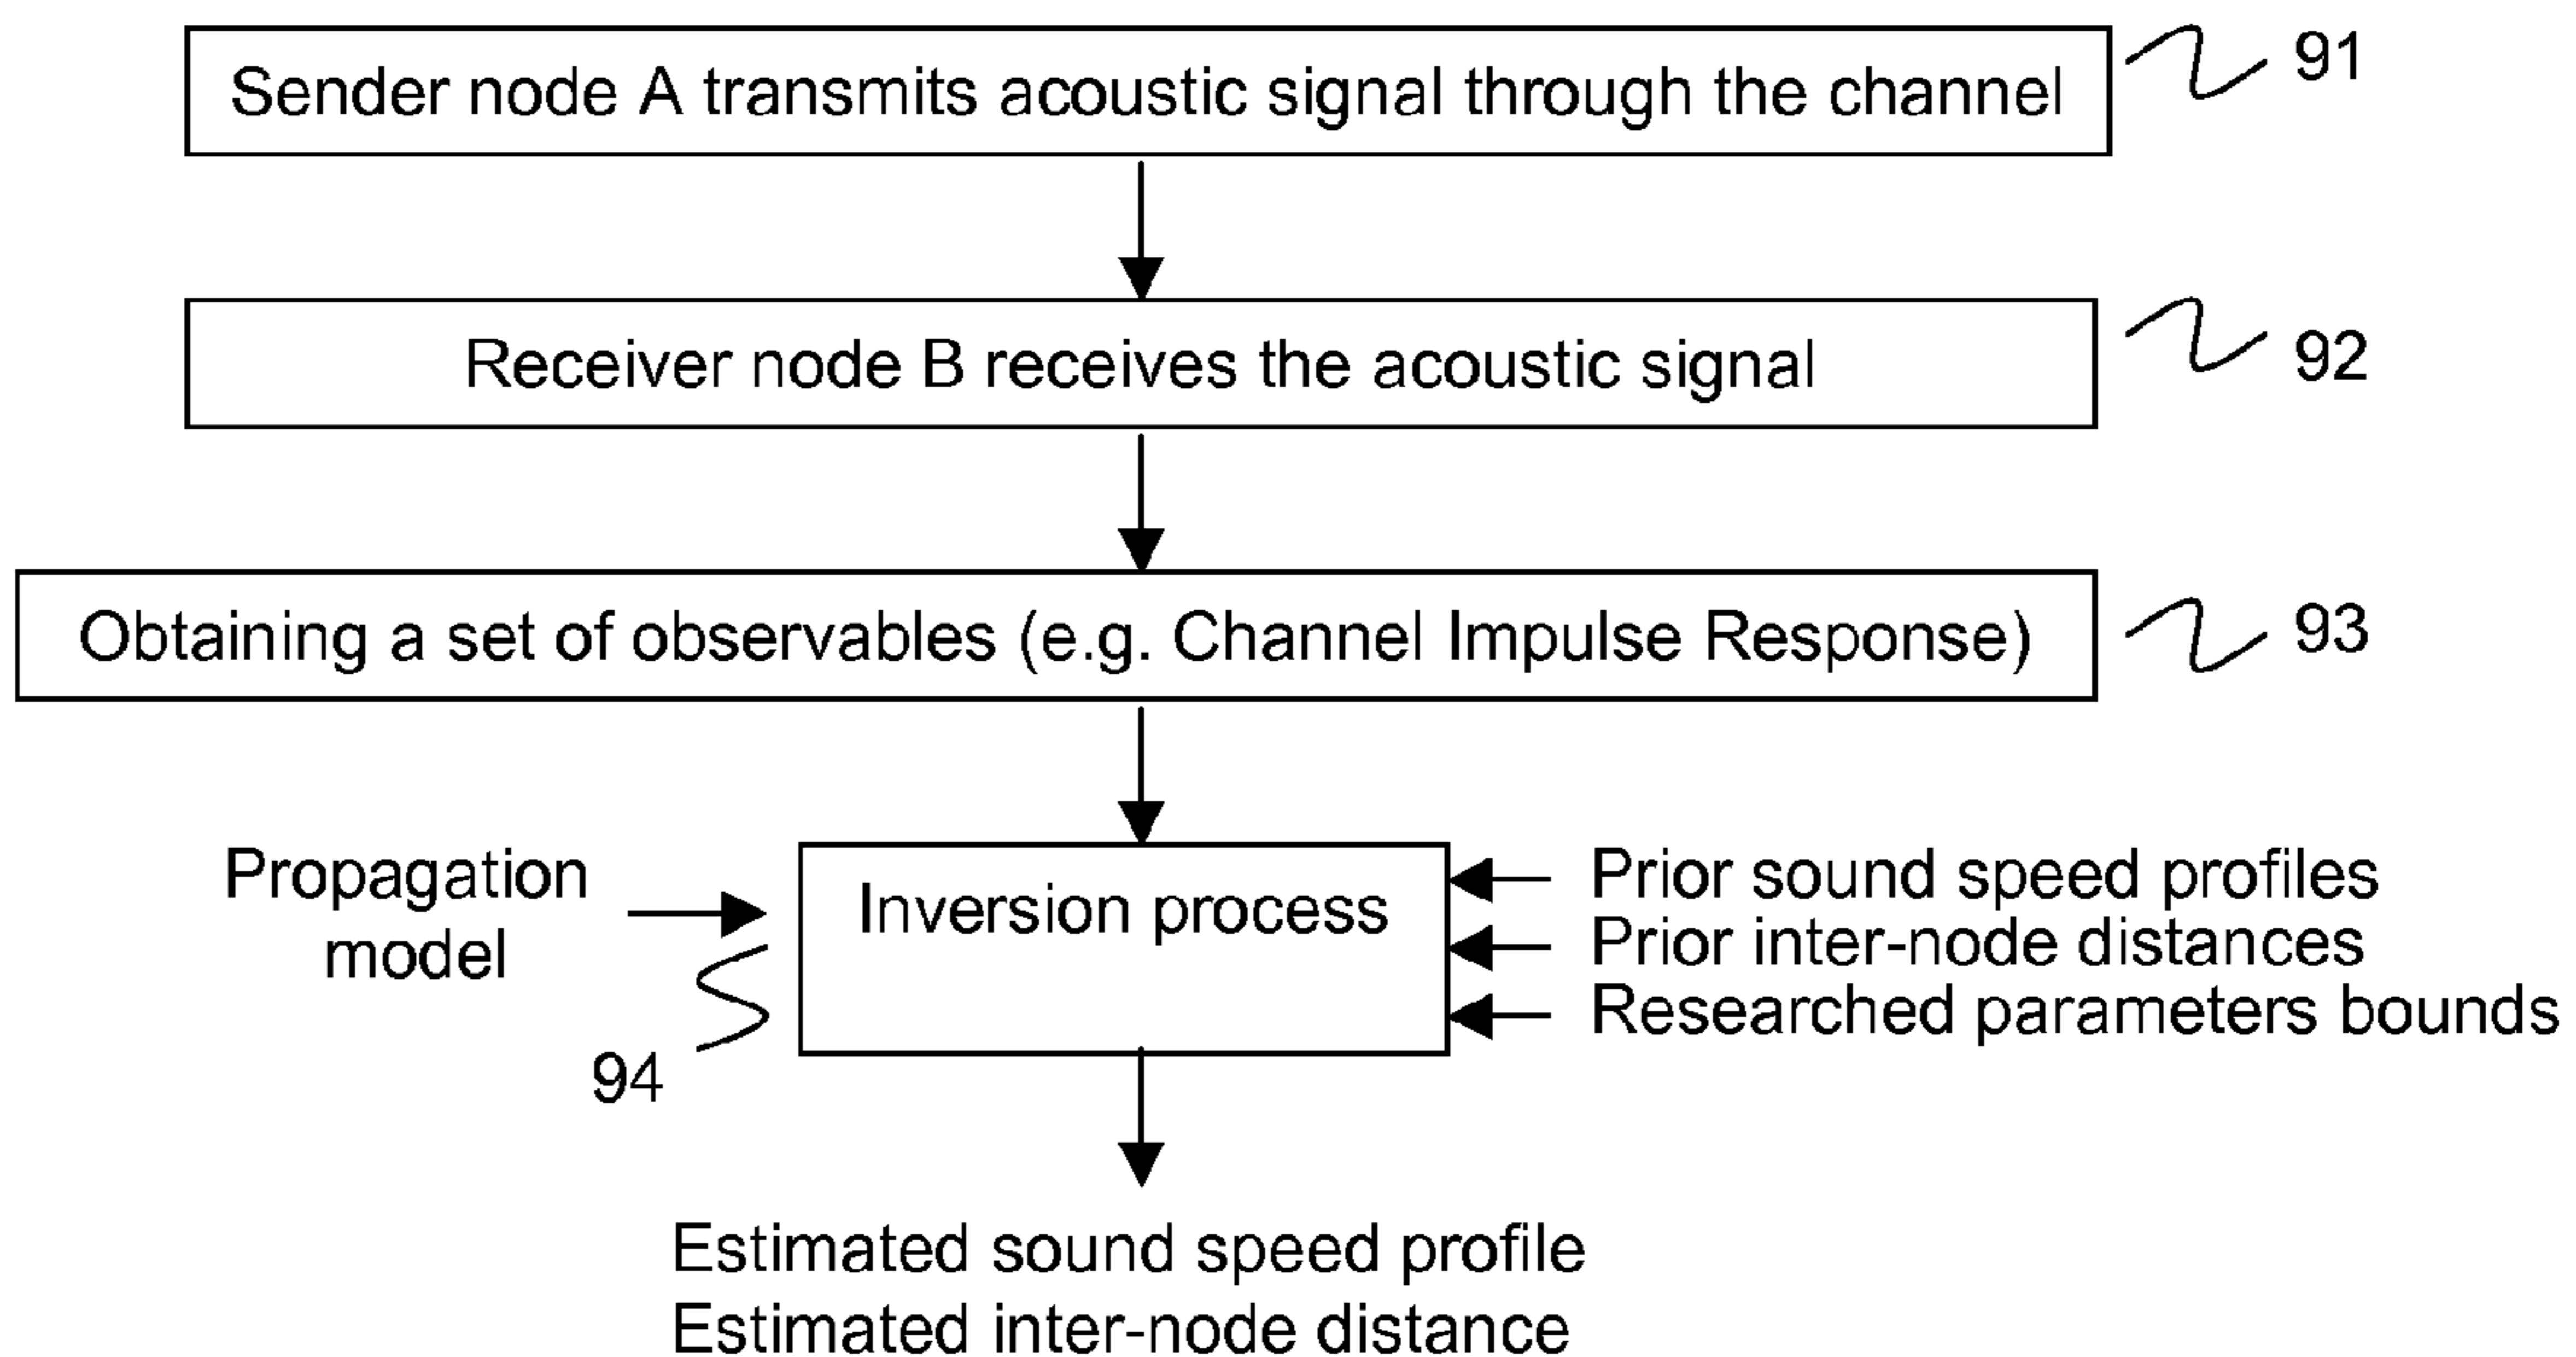 Sender node A transmits acoustic signal through the channel
91
Receiver node B receives the acoustic signal
92
Obtaining a set of observables (e.g. Channel Impulse Response)
93
Propagation
model
Inversion process
Prior sound speed profiles
Prior inter-node distances
Researched parameters bounds
94
Estimated sound speed profile
Estimated inter-node distance